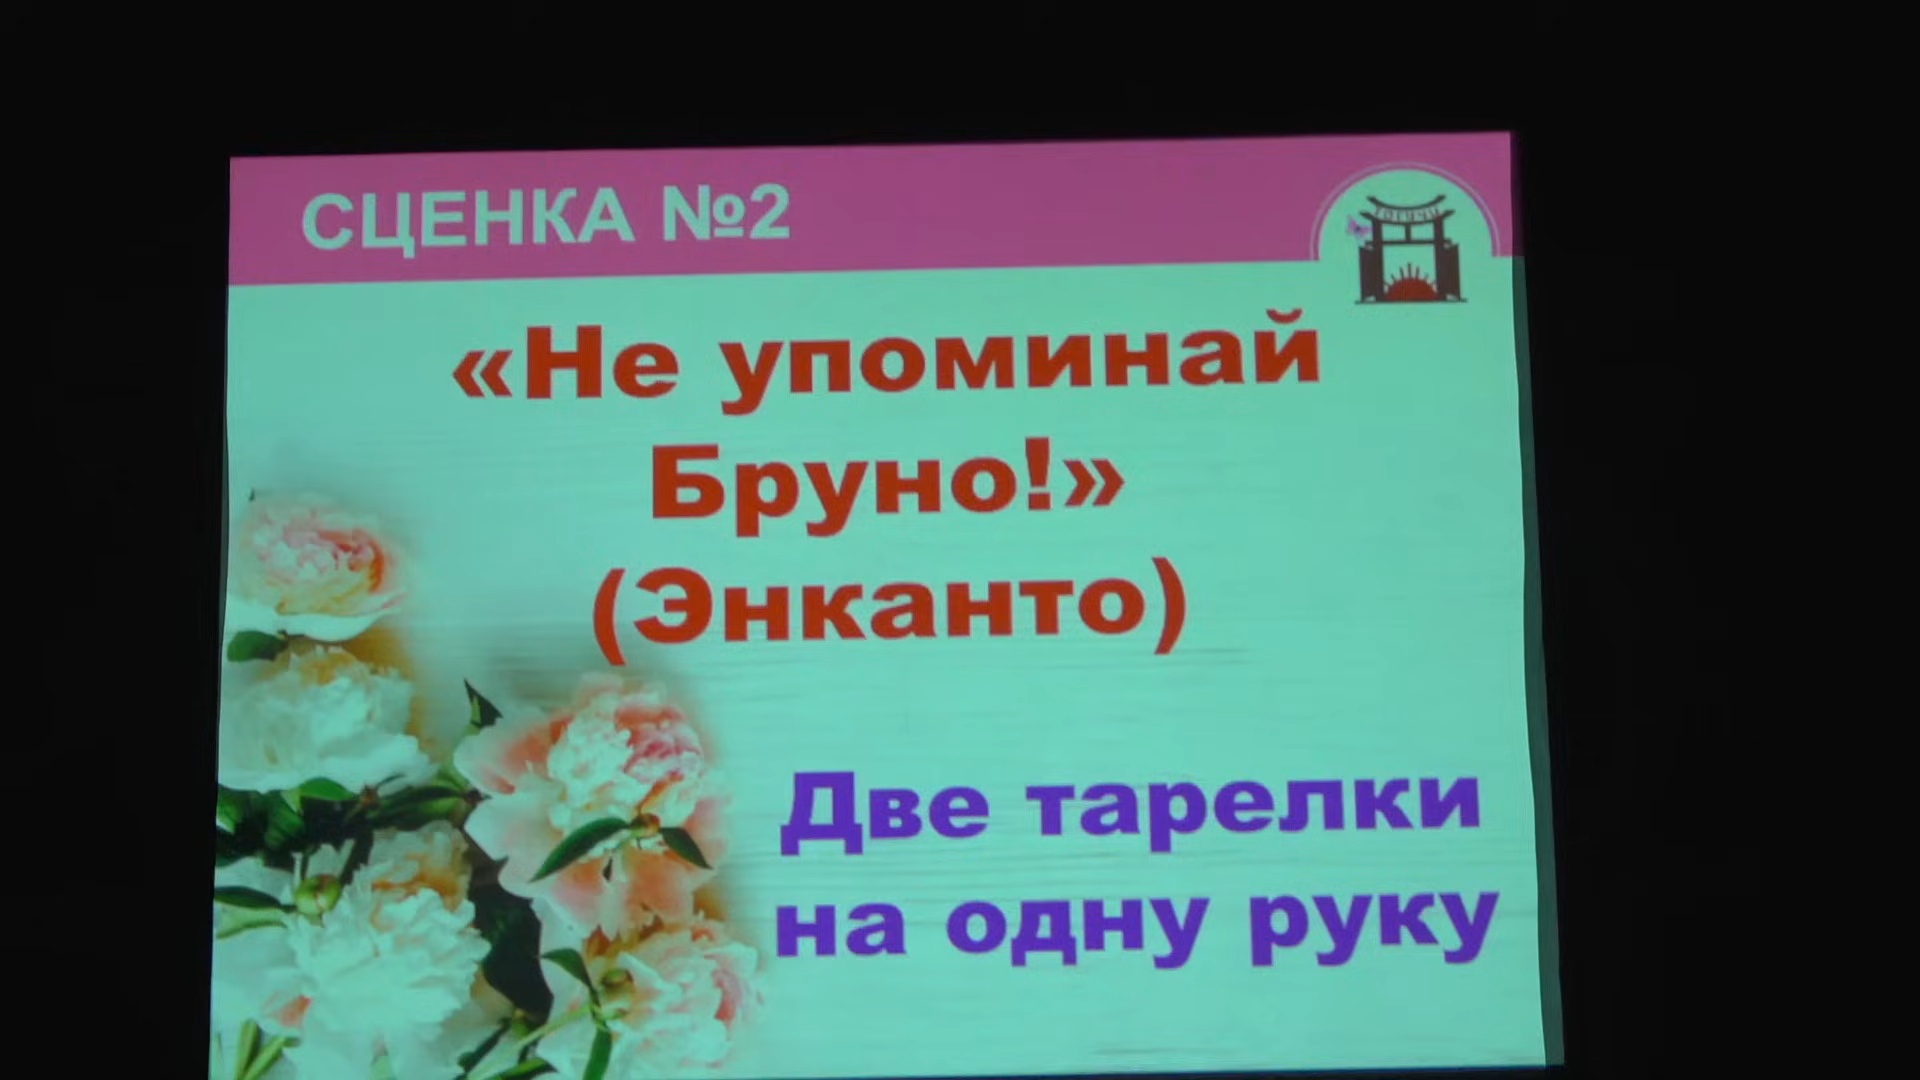 СЦЕНКА №2
«Не упоминай
Бруно!»
(Энканто)
Две тарелки
на одну руку